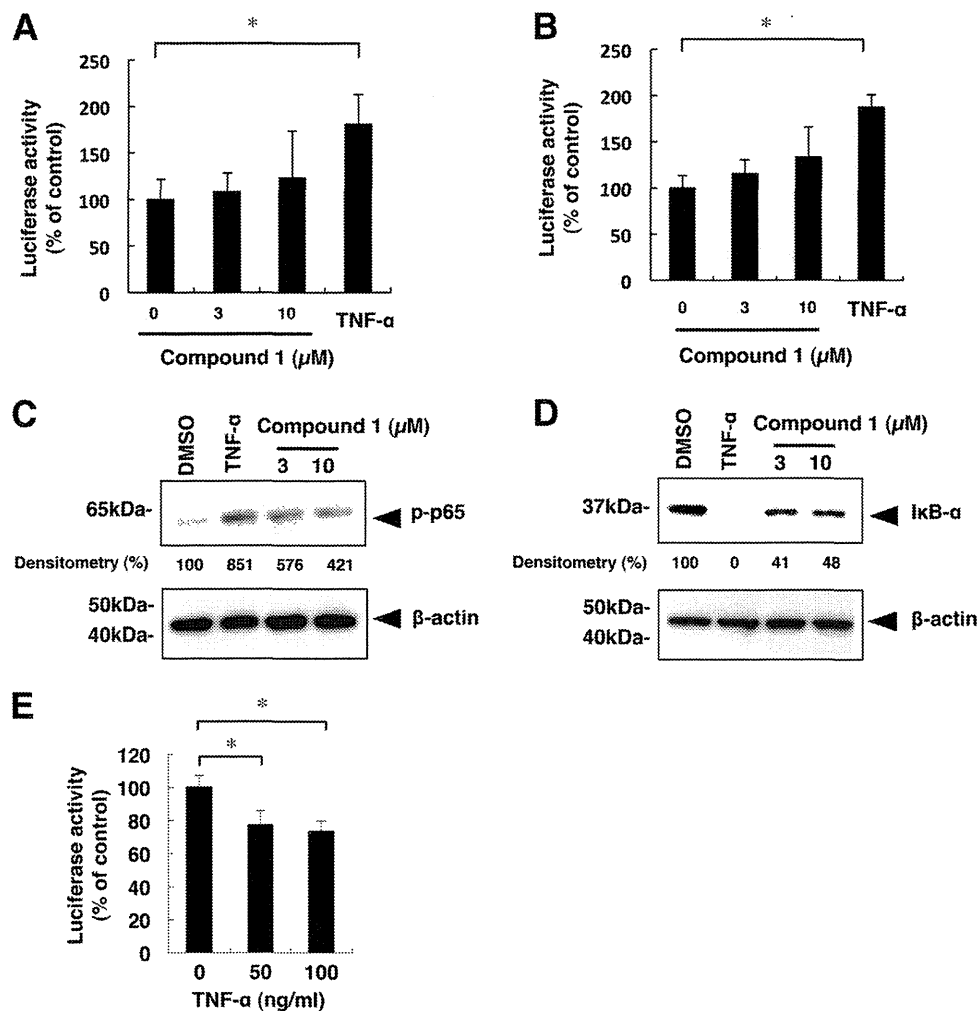 A
*
250
200
150
100
50
0
Luciferase activity
(% of control)
0 3 10 TNF-α
Compound 1 (µM)
B
*
250
200
150
100
50
0
Luciferase activity
(% of control)
0 3 10 TNF-α
Compound 1 (µM)
C
DMSO
TNF-α
Compound 1 (µM)
3 10
65kDa-
p-p65
Densitometry (%) 100 851 576 421
50kDa-
40kDa-
β-actin
D
DMSO
TNF-α
Compound 1 (µM)
3 10
37kDa-
IκB-α
Densitometry (%) 100 0 41 48
50kDa-
40kDa-
β-actin
E
*
*
120
100
80
60
40
20
0
Luciferase activity
(% of control)
0 50 100
TNF-α (ng/ml)